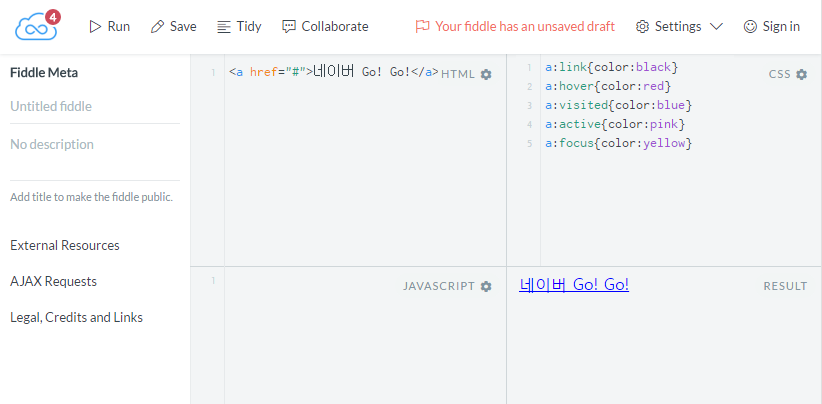 4 Run Save Tidy Collaborate Your fiddle has an unsaved draft Settings Sign in
Fiddle Meta
Untitled fiddle
No description
Add title to make the fiddle public.
External Resources
AJAX Requests
Legal, Credits and Links
1 <a href="#">네이버 Go! Go!</a> HTML
CSS
1 a:link{color:black}
2 a:hover{color:red}
3 a:visited{color:blue}
4 a:active{color:pink}
5 a:focus{color:yellow}
1 JAVASCRIPT
네이버 Go! Go! RESULT